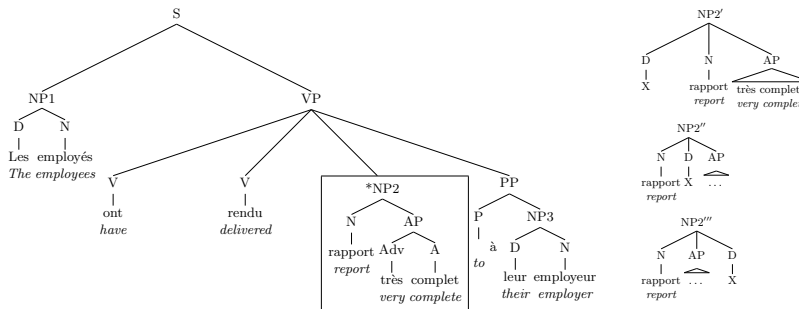 S
NP1
VP
D N
Les employés
The employees
V
ont
have
V
rendu
delivered
*NP2
N AP
rapport
report
Adv A
très complet
very complete
PP
P NP3
à
to
D N
leur employeur
their employer
NP2′
D N AP
X rapport très complet
report very complete
NP2′′
N D AP
rapport X ...
report
NP2′′′
N AP D
rapport ... X
report